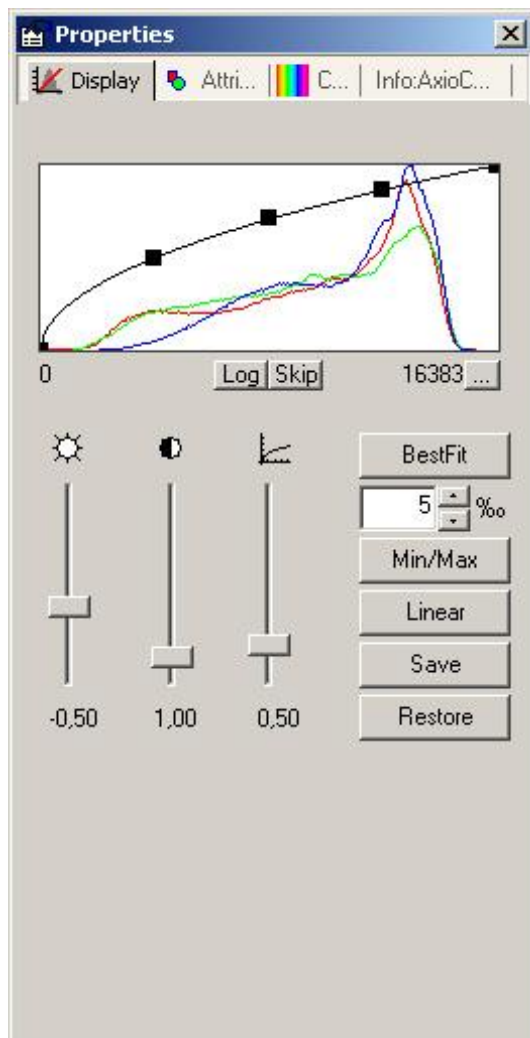 Properties
Display Attri... C... Info:AxioC...
0 Log Skip 16383 ...
BestFit
5 ‰
Min/Max
Linear
Save
-0,50 1,00 0,50 Restore